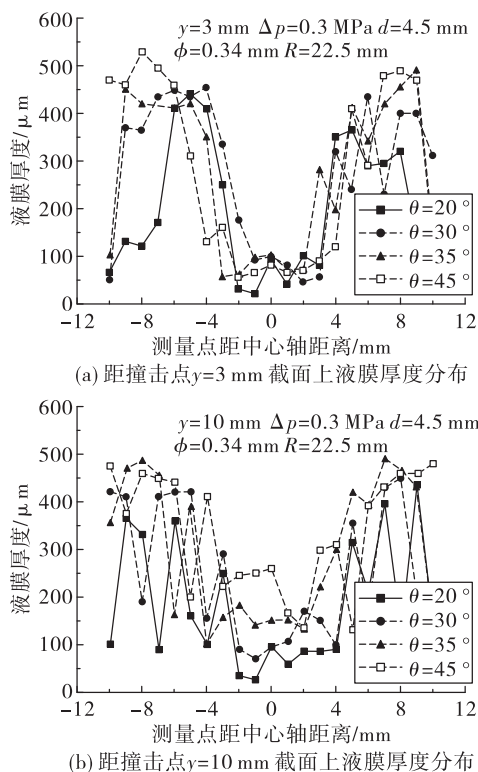 y=3 mm Δp=0.3 MPa d=4.5 mm
ϕ=0.34 mm R=22.5 mm
600
500
400
300
200
100
0
液膜厚度/μm
θ=20°
θ=30°
θ=35°
θ=45°
−12 −8 −4 0 4 8 12
测量点距中心轴距离/mm
(a) 距撞击点y=3 mm 截面上液膜厚度分布
y=10 mm Δp=0.3 MPa d=4.5 mm
ϕ=0.34 mm R=22.5 mm
600
500
400
300
200
100
0
液膜厚度/μm
θ=20°
θ=30°
θ=35°
θ=45°
−12 −8 −4 0 4 8 12
测量点距中心轴距离/mm
(b) 距撞击点y=10 mm 截面上液膜厚度分布